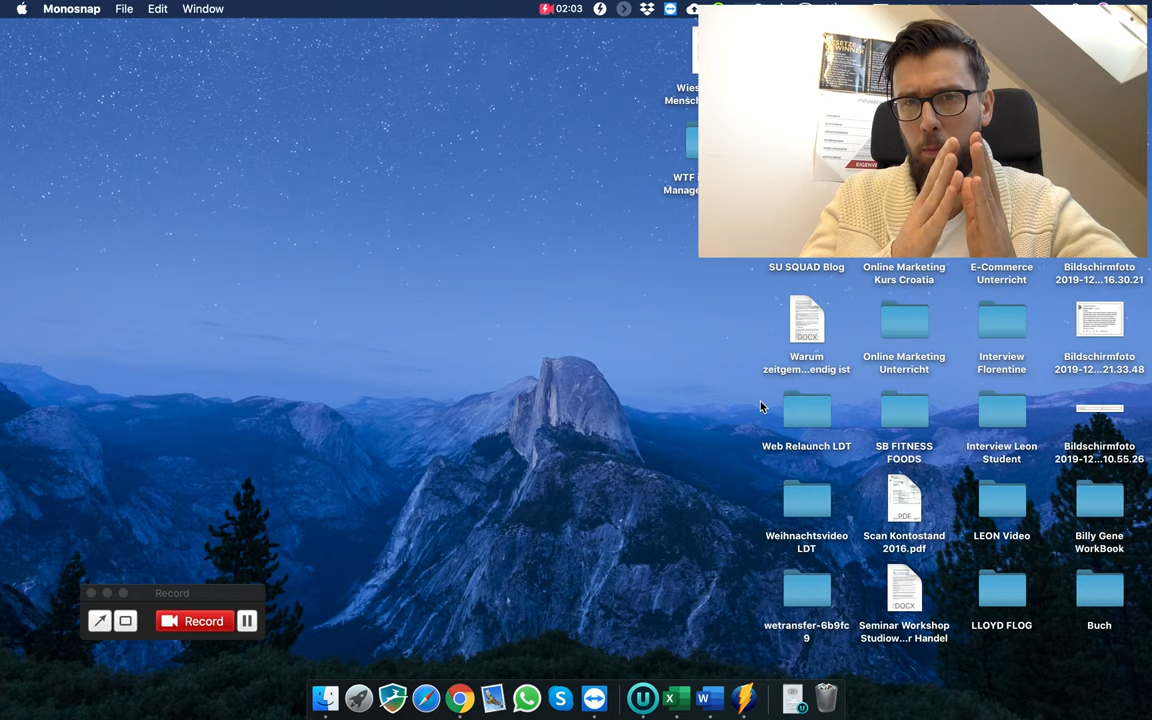 Monosnap File Edit Window 02:03
Wies
Mensch
WTF
Manage
SU SQUAD Blog
Online Marketing
Kurs Croatia
E-Commerce
Unterricht
Bildschirmfoto
2019-12...16.30.21
DOCX
Warum
zeitgem...endig ist
Online Marketing
Unterricht
Interview
Florentine
Bildschirmfoto
2019-12...21.33.48
Web Relaunch LDT
SB FITNESS
FOODS
Interview Leon
Student
Bildschirmfoto
2019-12...10.55.26
Weihnachtsvideo
LDT
PDF
Scan Kontostand
2016.pdf
LEON Video
Billy Gene
WorkBook
wetransfer-6b9fc
9
DOCX
Seminar Workshop
Studiow...r Handel
LLOYD FLOG
Buch
Record
Record